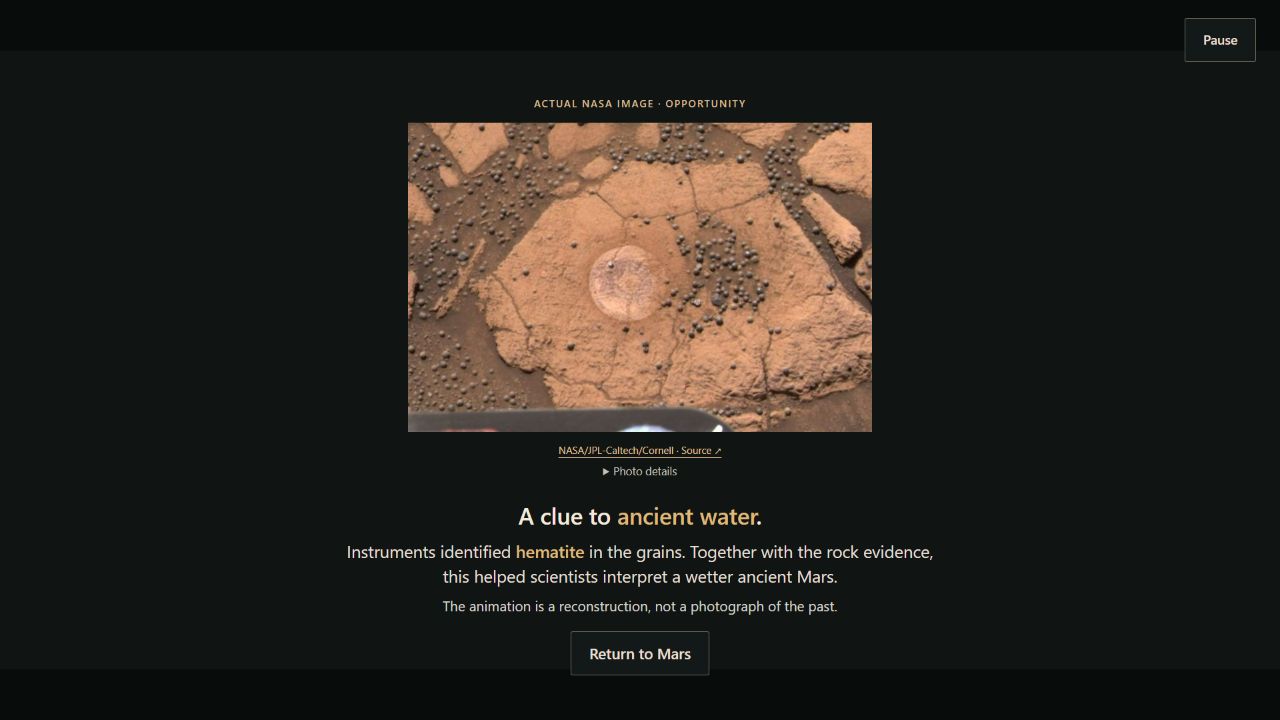 Pause
ACTUAL NASA IMAGE · OPPORTUNITY
NASA/JPL-Caltech/Cornell · Source ↗
▶ Photo details
A clue to ancient water.
Instruments identified hematite in the grains. Together with the rock evidence,
this helped scientists interpret a wetter ancient Mars.
The animation is a reconstruction, not a photograph of the past.
Return to Mars